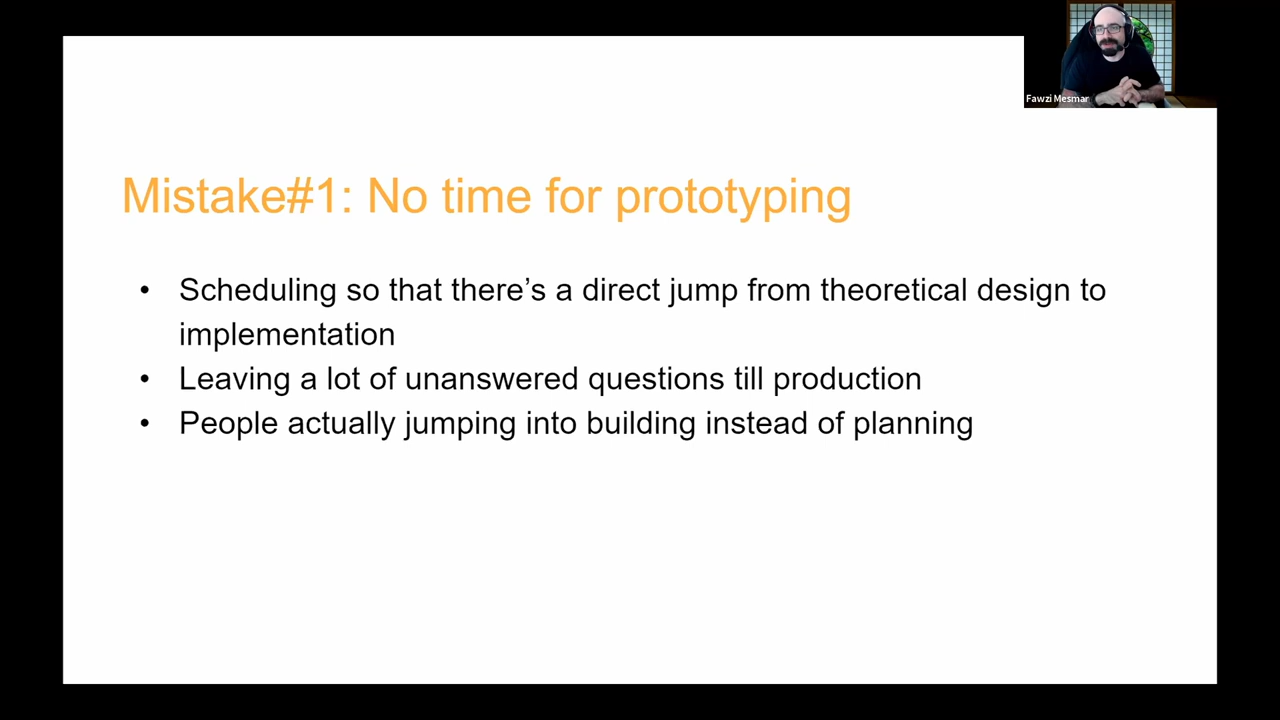 Fawzi Mesmar
Mistake#1: No time for prototyping
• Scheduling so that there's a direct jump from theoretical design to
implementation
• Leaving a lot of unanswered questions till production
• People actually jumping into building instead of planning